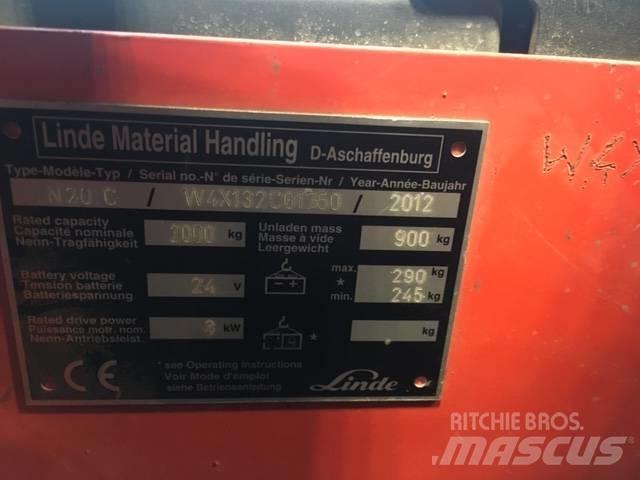 Linde Material Handling D-Aschaffenburg
Type-Modèle-Typ / Serial no.-N° de série-Serien-Nr / Year-Année-Baujahr
N20 C / / 2012
Rated capacity
Capacité nominale
Nenn-Tragfähigkeit
kg
Unladen mass
Masse à vide
Leergewicht
900 kg
Battery voltage
Tension batterie
Batteriespannung
24 V
max. 290 kg
*
min. 245 kg
Rated drive power
Puissance motr. nom.
Nenn-Antriebsleist.
kW
*
kg
CE
*see Operating instructions
Voir Mode d'emploi
siehe Betriebsanleitung
Linde
W4X
RITCHIE BROS.
MASCUS